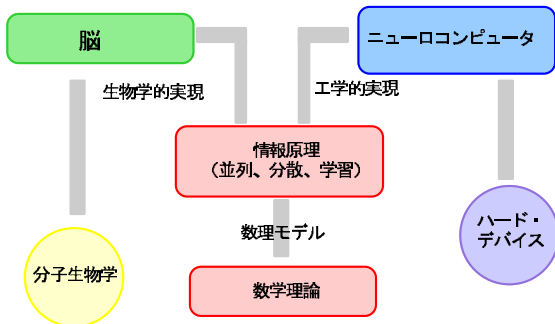 脳
ニューロコンピュータ
生物学的実現
工学的実現
情報原理
（並列、分散、学習）
数理モデル
ハード・
デバイス
分子生物学
数学理論